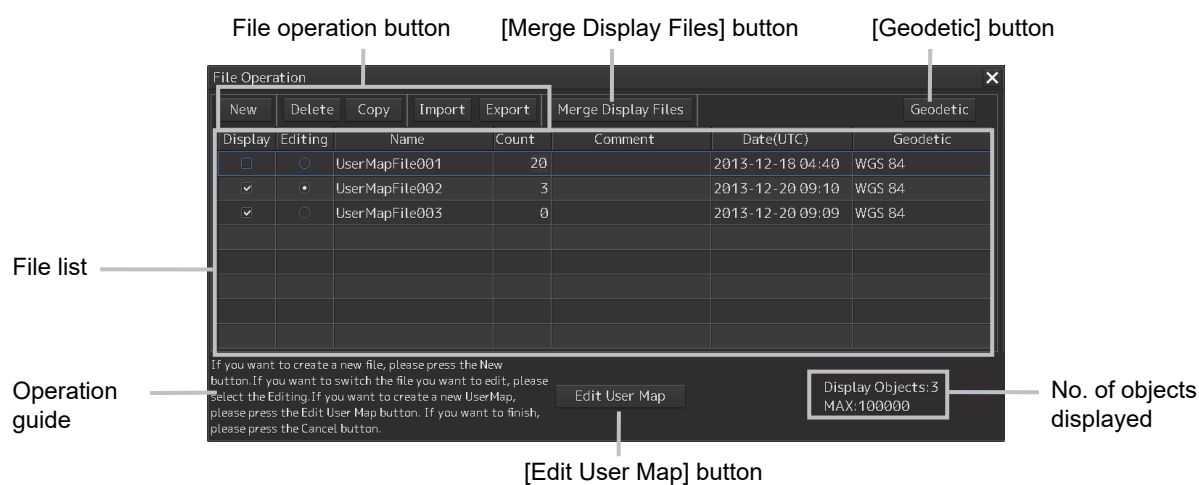 File operation button
[Merge Display Files] button
[Geodetic] button
File Operation
New Delete Copy Import Export Merge Display Files Geodetic
Display Editing Name Count Comment Date(UTC) Geodetic
UserMapFile001 20 2013-12-18 04:40 WGS 84
UserMapFile002 3 2013-12-20 09:10 WGS 84
UserMapFile003 0 2013-12-20 09:09 WGS 84
File list
If you want to create a new file, please press the New
button.If you want to switch the file you want to edit, please
select the Editing.If you want to create a new UserMap,
please press the Edit User Map button. If you want to finish,
please press the Cancel button.
Operation
guide
Edit User Map
Display Objects:3
MAX:100000
No. of objects
displayed
[Edit User Map] button